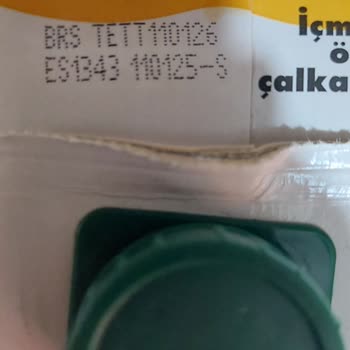 BRS TETT110126
ES1343 110125-S
İçm
ö
çalka